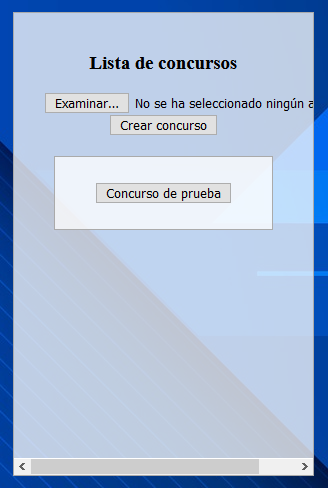 Lista de concursos
Examinar... No se ha seleccionado ningún a
Crear concurso
Concurso de prueba